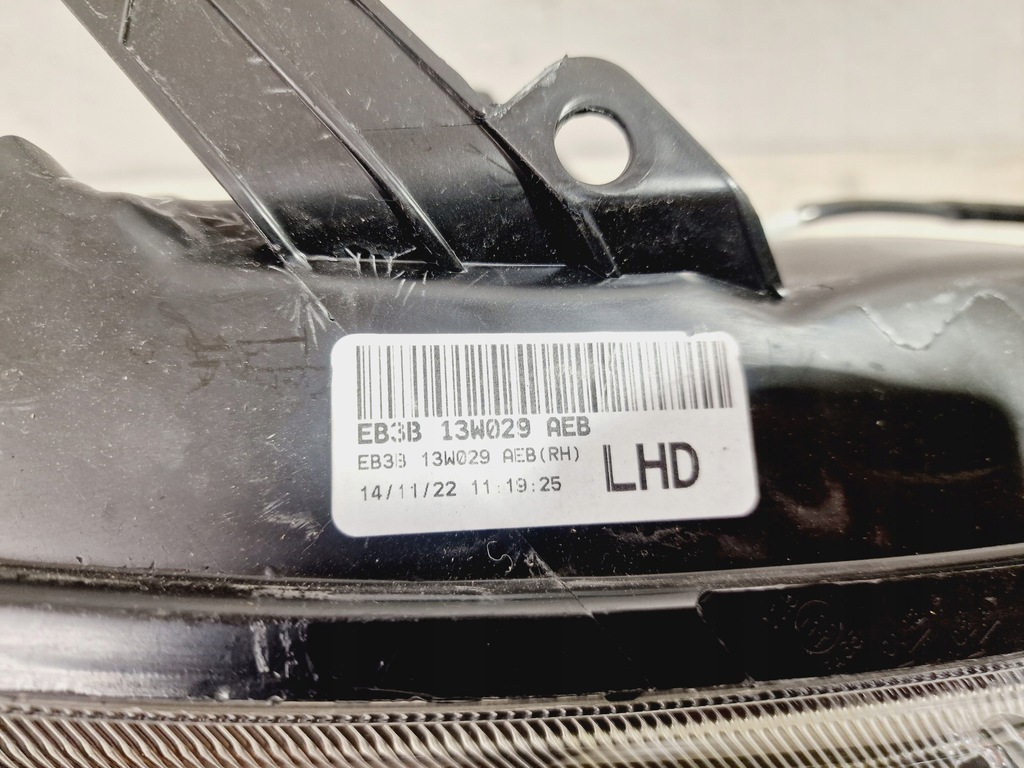 EB3B 13W029 AEB
EB3B 13W029 AEB(RH)
14/11/22 11:19:25
LHD